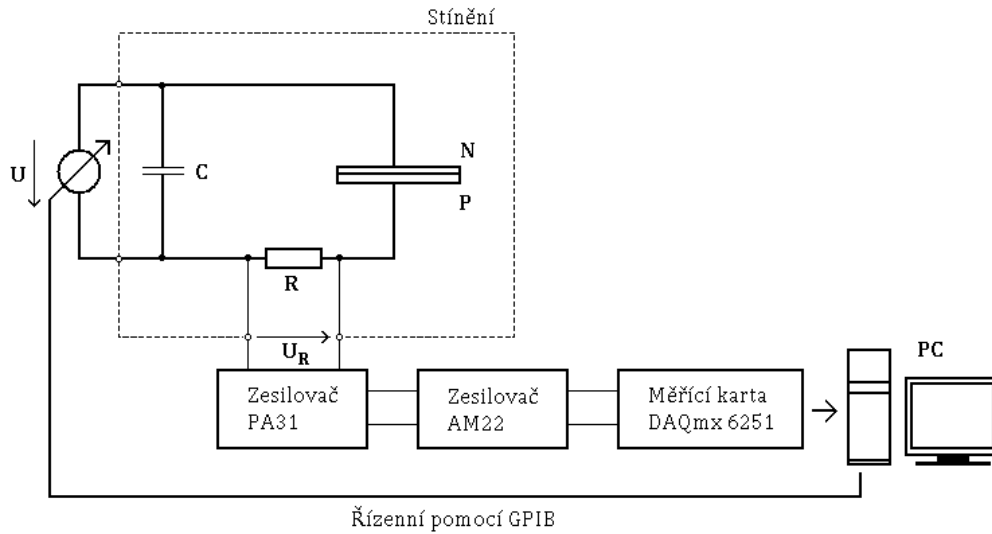 Stínění
U
C
N
P
R
U_R
PC
Zesilovač
PA31
Zesilovač
AM22
Měřící karta
DAQmx 6251
Řízenní pomocí GPIB